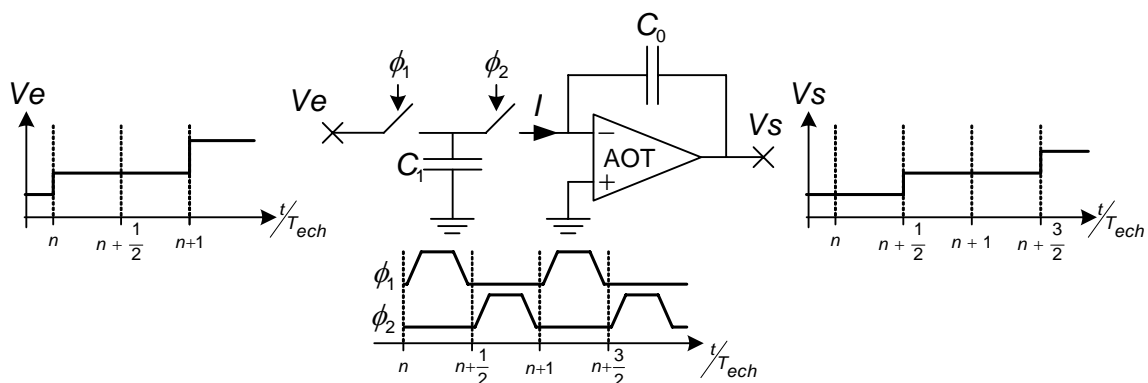 Ve
t/Tech
n
n + 1/2
n+1
ϕ1
ϕ2
Ve
C1
I
C0
−
+
AOT
Vs
ϕ1
ϕ2
t/Tech
n
n+1/2
n+1
n+3/2
Vs
t/Tech
n
n + 1/2
n + 1
n + 3/2